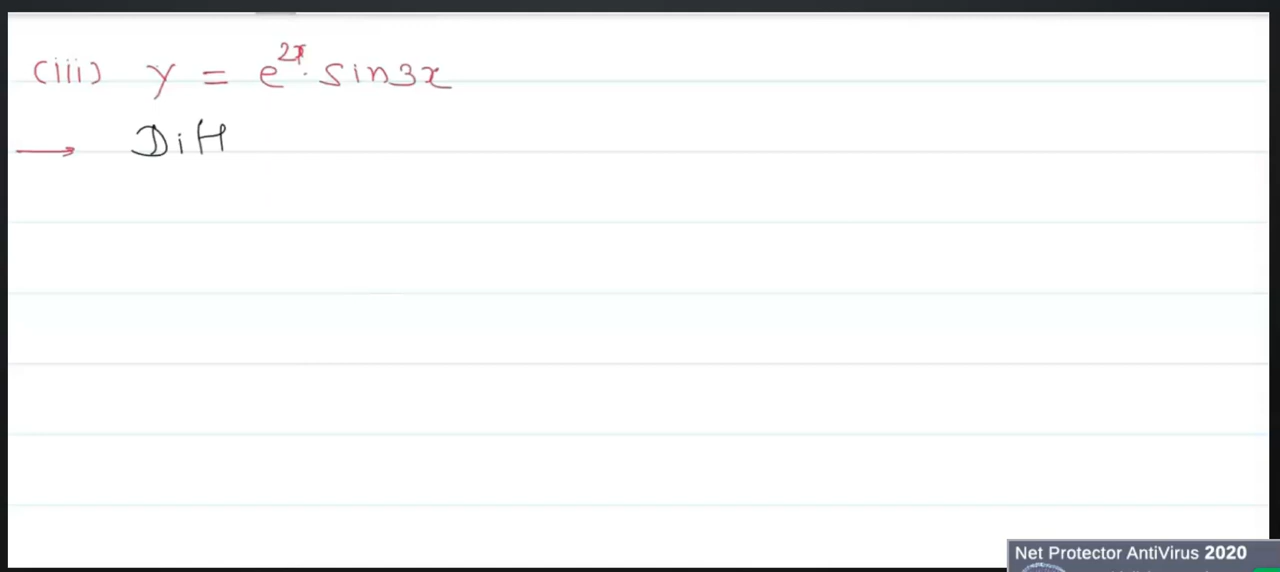 (iii) y = e^2x · sin3x
→ Diff
Net Protector AntiVirus 2020